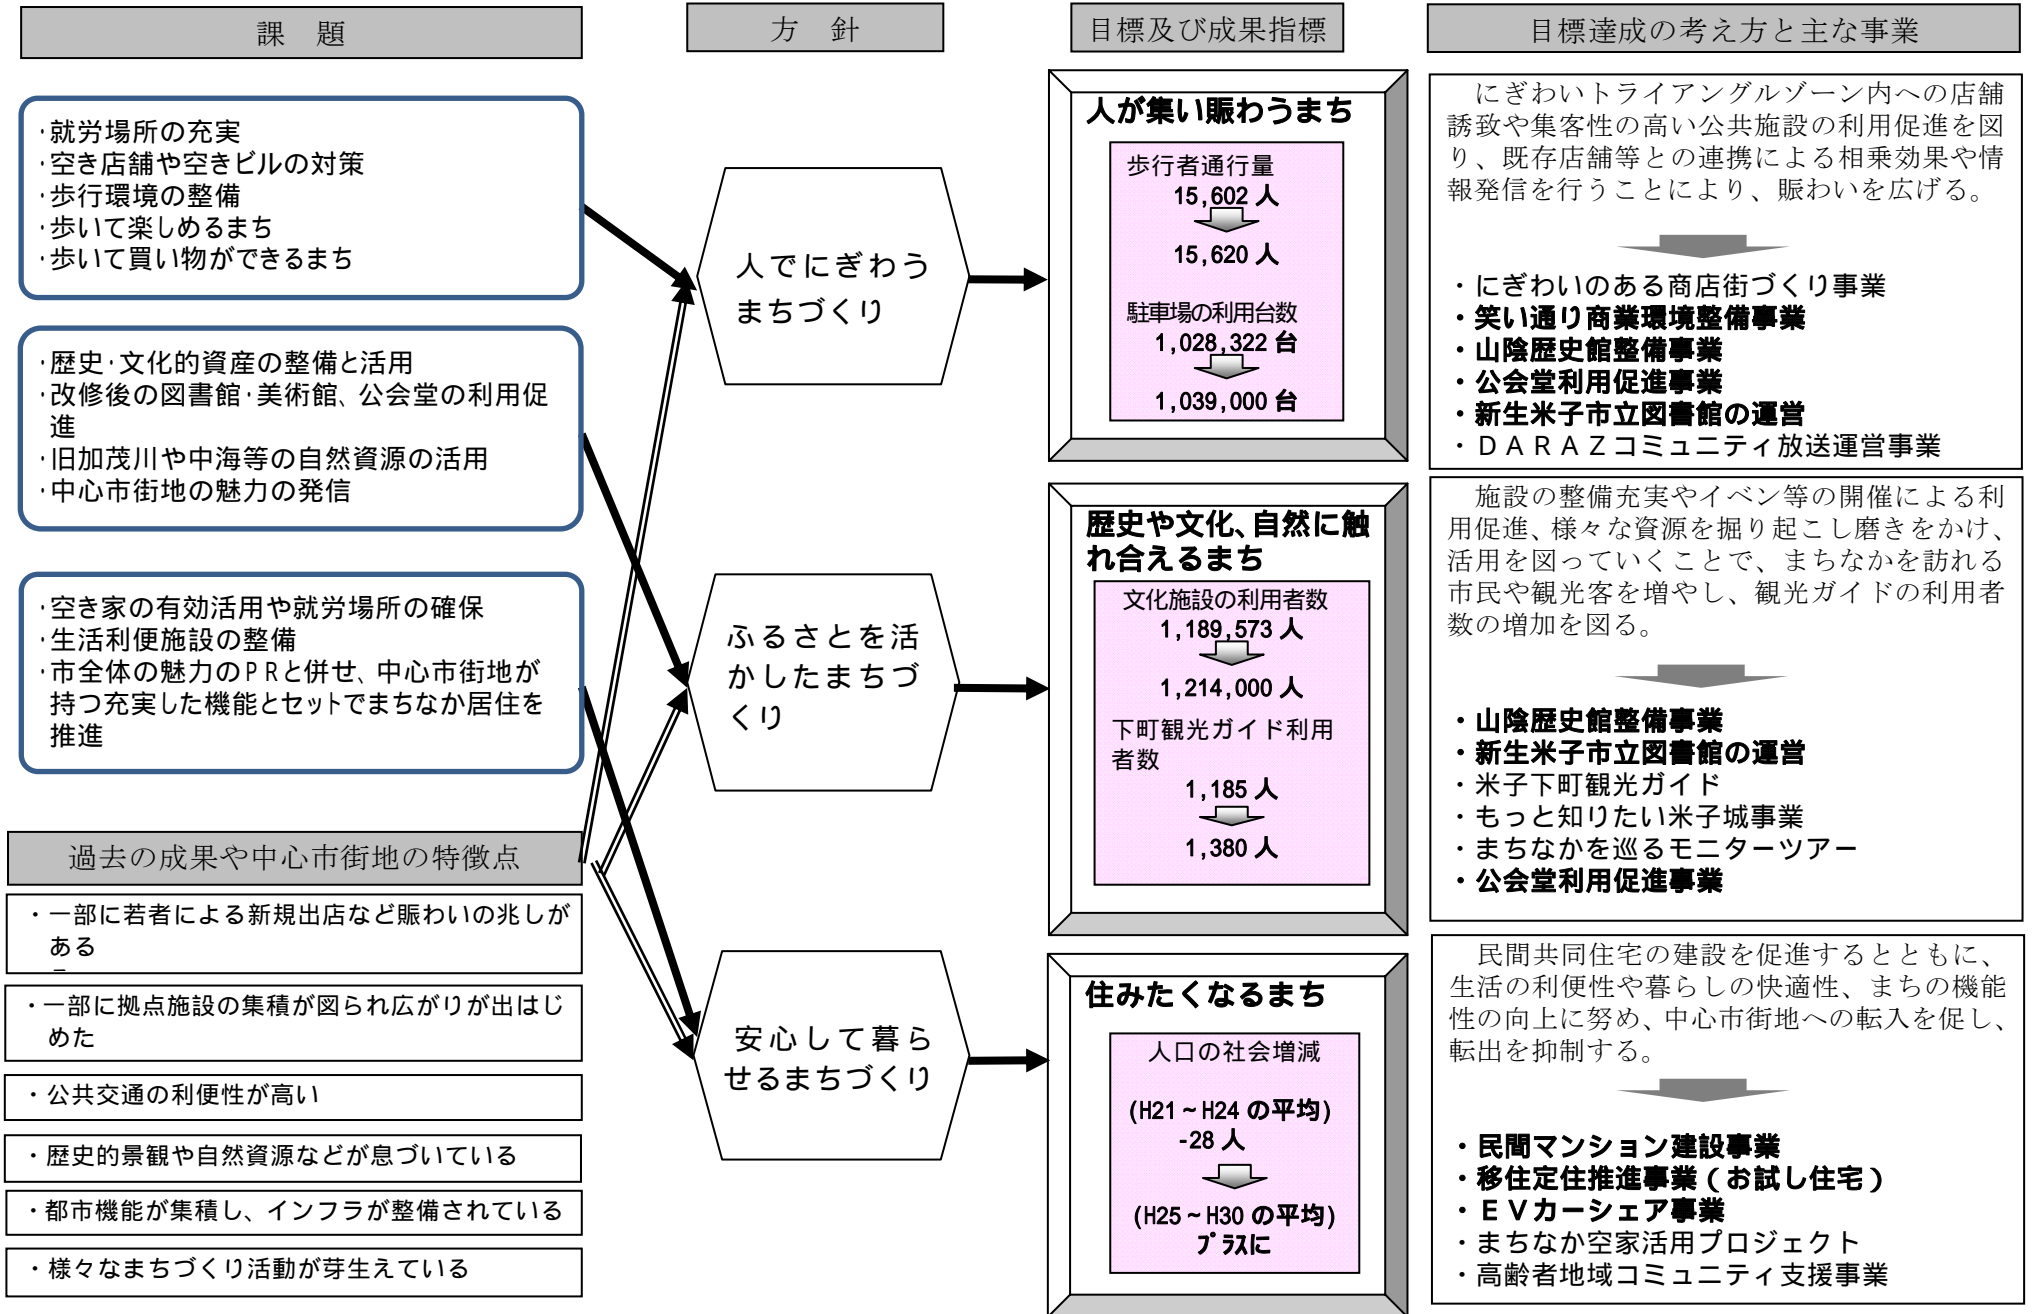 課　題
方　針
目標及び成果指標
目標達成の考え方と主な事業
・就労場所の充実
・空き店舗や空きビルの対策
・歩行環境の整備
・歩いて楽しめるまち
・歩いて買い物ができるまち
・歴史・文化的資産の整備と活用
・改修後の図書館・美術館、公会堂の利用促
進
・旧加茂川や中海等の自然資源の活用
・中心市街地の魅力の発信
・空き家の有効活用や就労場所の確保
・生活利便施設の整備
・市全体の魅力のPRと併せ、中心市街地が
持つ充実した機能とセットでまちなか居住を
推進
過去の成果や中心市街地の特徴点
・一部に若者による新規出店など賑わいの兆しが
ある
・一部に拠点施設の集積が図られ広がりが出はじ
めた
・公共交通の利便性が高い
・歴史的景観や自然資源などが息づいている
・都市機能が集積し、インフラが整備されている
・様々なまちづくり活動が芽生えている
人でにぎわう
まちづくり
ふるさとを活
かしたまちづ
くり
安心して暮ら
せるまちづくり
人が集い賑わうまち
歩行者通行量
15,602 人
15,620 人
駐車場の利用台数
1,028,322 台
1,039,000 台
歴史や文化、自然に触
れ合えるまち
文化施設の利用者数
1,189,573 人
1,214,000 人
下町観光ガイド利用
者数
1,185 人
1,380 人
住みたくなるまち
人口の社会増減
(H21～H24 の平均)
-28 人
(H25～H30 の平均)
プラスに
にぎわいトライアングルゾーン内への店舗
誘致や集客性の高い公共施設の利用促進を図
り、既存店舗等との連携による相乗効果や情
報発信を行うことにより、賑わいを広げる。
・にぎわいのある商店街づくり事業
・笑い通り商業環境整備事業
・山陰歴史館整備事業
・公会堂利用促進事業
・新生米子市立図書館の運営
・ＤＡＲＡＺコミュニティ放送運営事業
施設の整備充実やイベン等の開催による利
用促進、様々な資源を掘り起こし磨きをかけ、
活用を図っていくことで、まちなかを訪れる
市民や観光客を増やし、観光ガイドの利用者
数の増加を図る。
・山陰歴史館整備事業
・新生米子市立図書館の運営
・米子下町観光ガイド
・もっと知りたい米子城事業
・まちなかを巡るモニターツアー
・公会堂利用促進事業
民間共同住宅の建設を促進するとともに、
生活の利便性や暮らしの快適性、まちの機能
性の向上に努め、中心市街地への転入を促し、
転出を抑制する。
・民間マンション建設事業
・移住定住推進事業（お試し住宅）
・ＥＶカーシェア事業
・まちなか空家活用プロジェクト
・高齢者地域コミュニティ支援事業